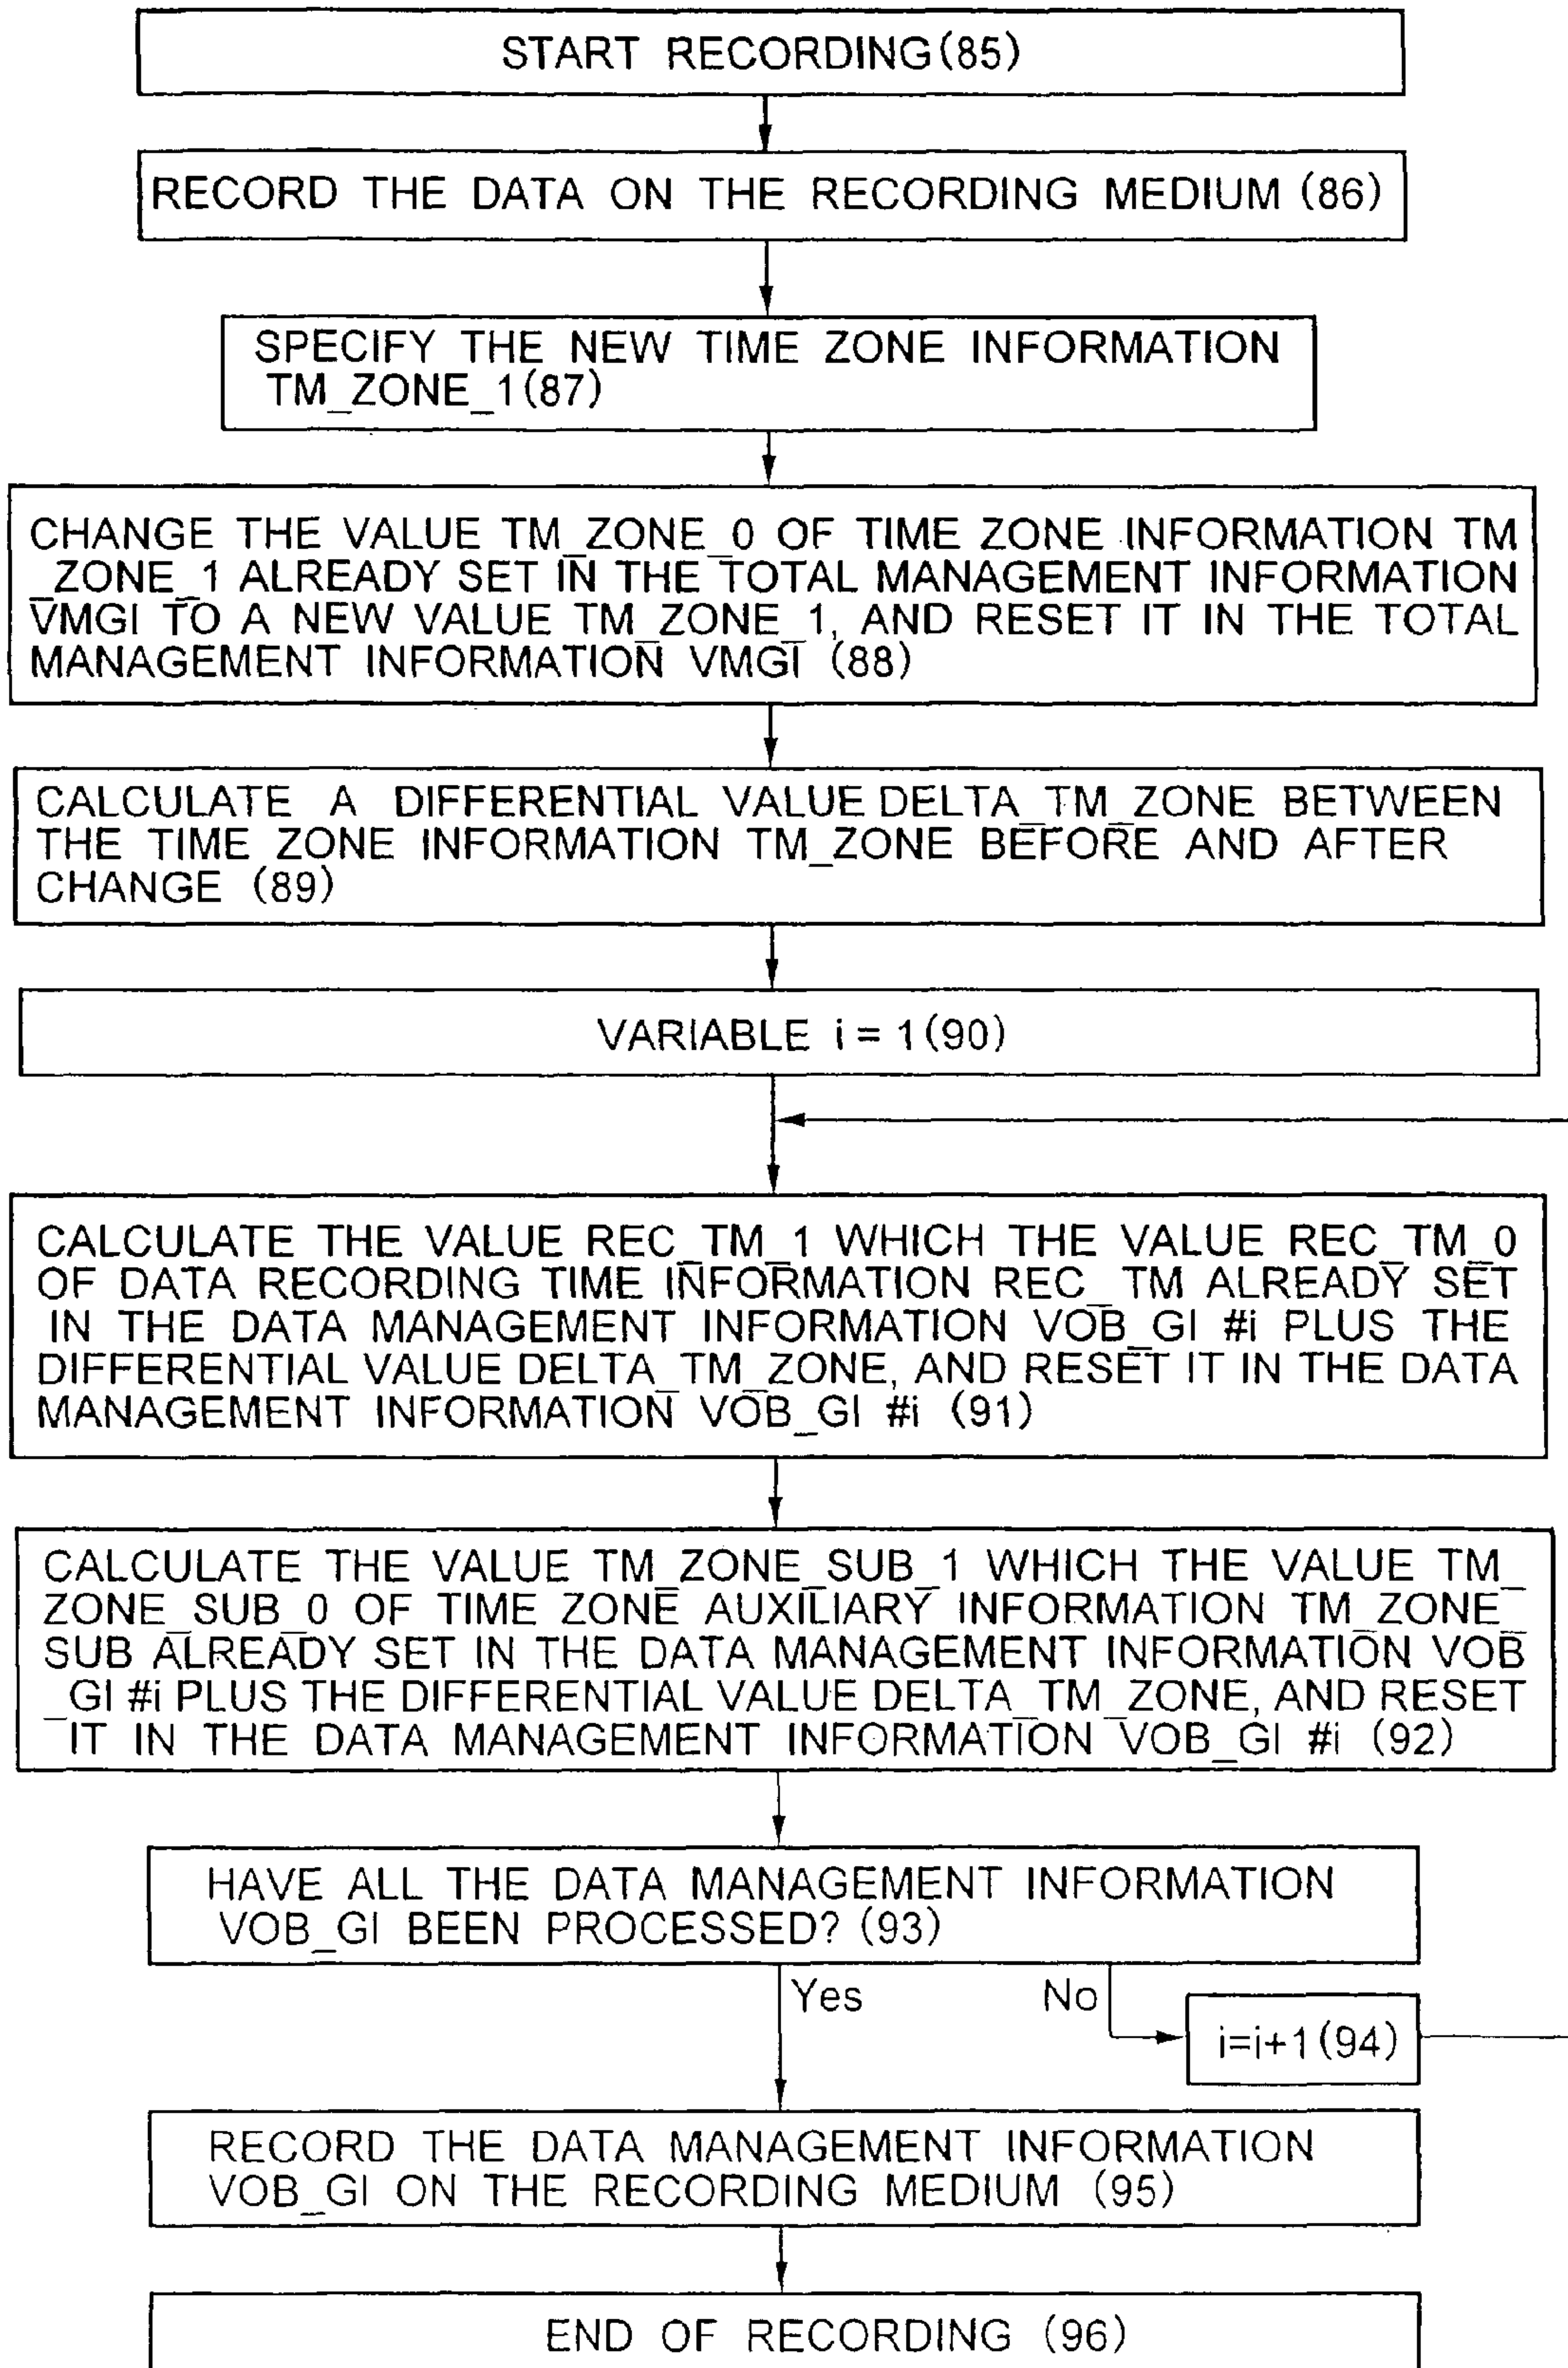 START RECORDING(85)
RECORD THE DATA ON THE RECORDING MEDIUM (86)
SPECIFY THE NEW TIME ZONE INFORMATION
TM_ZONE_1(87)
CHANGE THE VALUE TM_ZONE_0 OF TIME ZONE INFORMATION TM
_ZONE_1 ALREADY SET IN THE TOTAL MANAGEMENT INFORMATION
VMGI TO A NEW VALUE TM_ZONE_1, AND RESET IT IN THE TOTAL
MANAGEMENT INFORMATION VMGI (88)
CALCULATE A DIFFERENTIAL VALUE DELTA_TM_ZONE BETWEEN
THE TIME ZONE INFORMATION TM_ZONE BEFORE AND AFTER
CHANGE (89)
VARIABLE i = 1(90)
CALCULATE THE VALUE REC_TM_1 WHICH THE VALUE REC_TM_0
OF DATA RECORDING TIME INFORMATION REC_TM ALREADY SET
IN THE DATA MANAGEMENT INFORMATION VOB_GI #i PLUS THE
DIFFERENTIAL VALUE DELTA_TM_ZONE, AND RESET IT IN THE DATA
MANAGEMENT INFORMATION VOB_GI #i (91)
CALCULATE THE VALUE TM_ZONE_SUB_1 WHICH THE VALUE TM_
ZONE_SUB_0 OF TIME ZONE AUXILIARY INFORMATION TM_ZONE_
SUB ALREADY SET IN THE DATA MANAGEMENT INFORMATION VOB
_GI #i PLUS THE DIFFERENTIAL VALUE DELTA_TM_ZONE, AND RESET
IT IN THE DATA MANAGEMENT INFORMATION VOB_GI #i (92)
HAVE ALL THE DATA MANAGEMENT INFORMATION
VOB_GI BEEN PROCESSED? (93)
Yes No
i=i+1(94)
RECORD THE DATA MANAGEMENT INFORMATION
VOB_GI ON THE RECORDING MEDIUM (95)
END OF RECORDING (96)